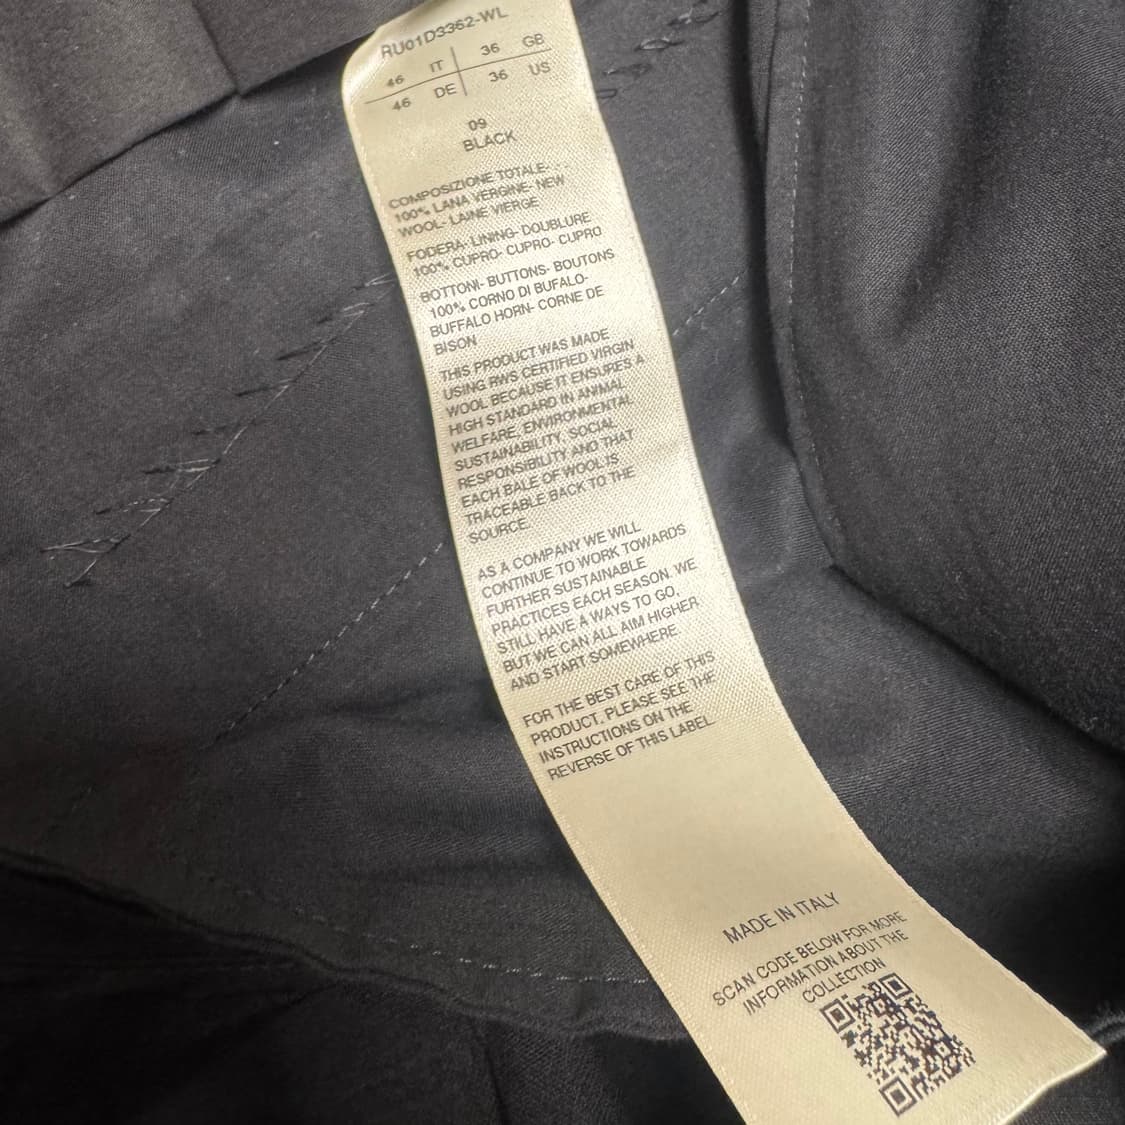 RU01D3362-WL
46 IT 36 GB
46 DE 36 US
09
BLACK
COMPOSIZIONE TOTALE- - -
100% LANA VERGINE- NEW
WOOL- LAINE VIERGE
FODERA- LINING- DOUBLURE
100% CUPRO- CUPRO- CUPRO
BOTTONI- BUTTONS- BOUTONS
100% CORNO DI BUFALO-
BUFFALO HORN- CORNE DE
BISON
THIS PRODUCT WAS MADE
USING RWS CERTIFIED VIRGIN
WOOL BECAUSE IT ENSURES A
HIGH STANDARD IN ANIMAL
WELFARE, ENVIRONMENTAL
SUSTAINABILITY, SOCIAL
RESPONSIBILITY AND THAT
EACH BALE OF WOOL IS
TRACEABLE BACK TO THE
SOURCE.
AS A COMPANY WE WILL
CONTINUE TO WORK TOWARDS
FURTHER SUSTAINABLE
PRACTICES EACH SEASON. WE
STILL HAVE A WAYS TO GO,
BUT WE CAN ALL AIM HIGHER
AND START SOMEWHERE.
FOR THE BEST CARE OF THIS
PRODUCT, PLEASE SEE THE
INSTRUCTIONS ON THE
REVERSE OF THIS LABEL.
MADE IN ITALY
SCAN CODE BELOW FOR MORE
INFORMATION ABOUT THE
COLLECTION